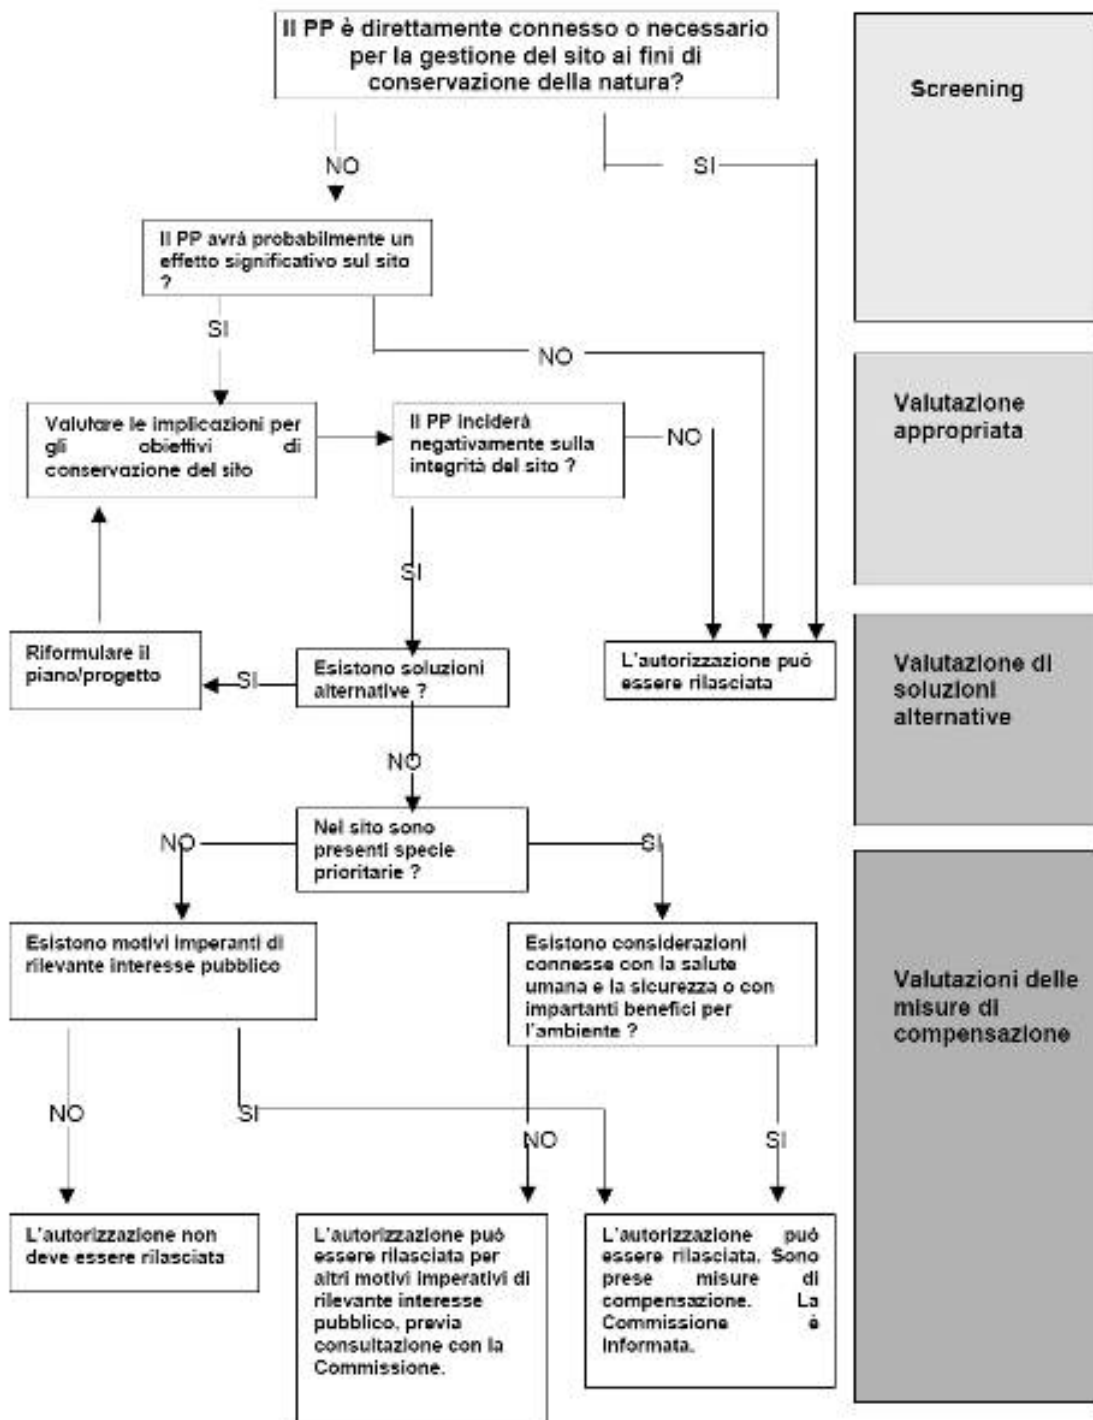 Il PP è direttamente connesso o necessario
per la gestione del sito ai fini di
conservazione della natura?
Screening
NO
SI
Il PP avrà probabilmente un
effetto significativo sul sito
?
SI
NO
Valutazione
appropriata
Valutare le implicazioni per
gli obiettivi di
conservazione del sito
Il PP inciderà
negativamente sulla
integrità del sito ?
NO
SI
Riformulare il
piano/progetto
SI
Esistono soluzioni
alternative ?
L'autorizzazione può
essere rilasciata
Valutazione di
soluzioni
alternative
NO
Nel sito sono
presenti specie
prioritarie ?
NO
SI
Esistono motivi imperanti di
rilevante interesse pubblico
Esistono considerazioni
connesse con la salute
umana e la sicurezza o con
impartanti benefici per
l'ambiente ?
Valutazioni delle
misure di
compensazione
NO
SI
NO
SI
L'autorizzazione non
deve essere rilasciata
L'autorizzazione può
essere rilasciata per
altri motivi imperativi di
rilevante interesse
pubblico, previa
consultazione con la
Commissione.
L'autorizzazione può
essere rilasciata. Sono
prese misure di
compensazione. La
Commissione è
informata.